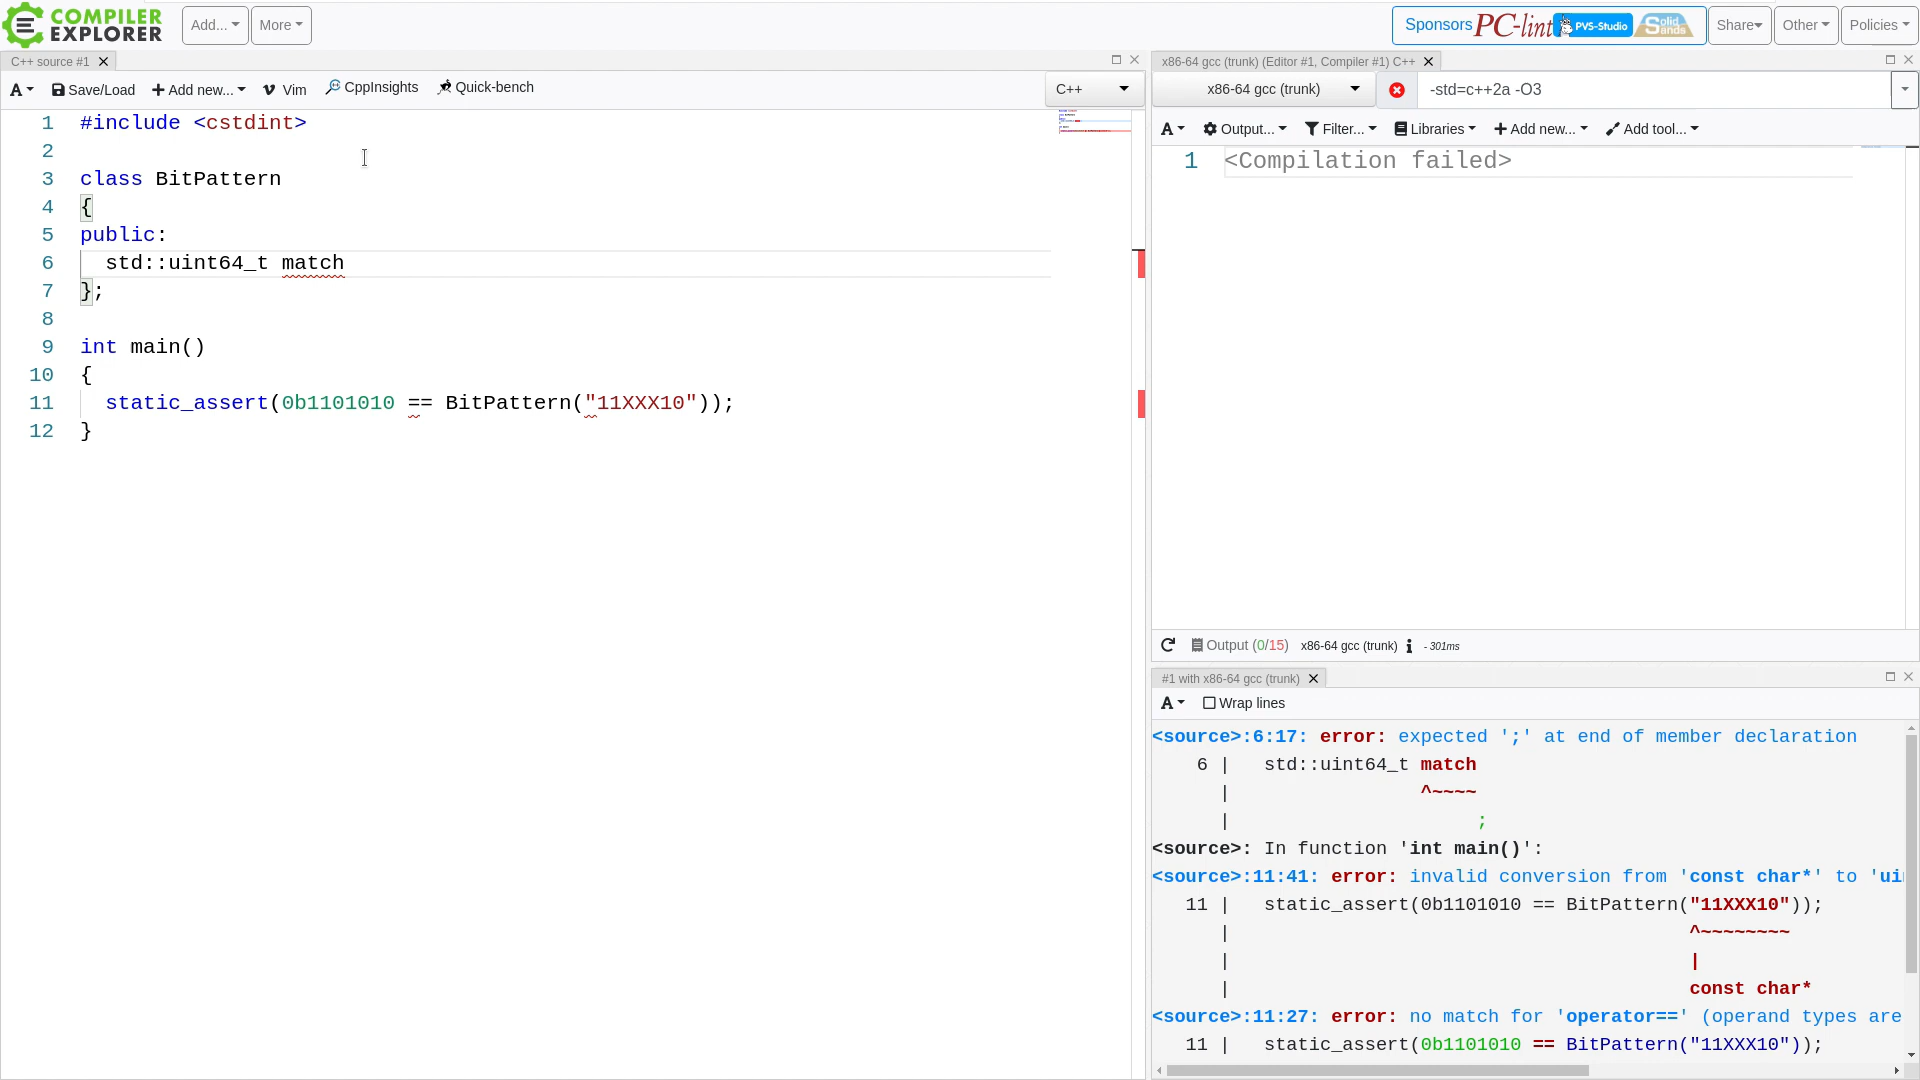 COMPILER
EXPLORER
Add...
More
Sponsors PC-lint PVS-Studio Solid Sands
Share
Other
Policies
C++ source #1
A Save/Load + Add new... Vim CppInsights Quick-bench
C++
1 #include <cstdint>
2
3 class BitPattern
4 {
5 public:
6 std::uint64_t match
7 };
8
9 int main()
10 {
11 static_assert(0b1101010 == BitPattern("11XXX10"));
12 }
x86-64 gcc (trunk) (Editor #1, Compiler #1) C++
x86-64 gcc (trunk)
-std=c++2a -O3
A Output... Filter... Libraries + Add new... Add tool...
1 <Compilation failed>
Output (0/15) x86-64 gcc (trunk) i - 301ms
#1 with x86-64 gcc (trunk)
A Wrap lines
<source>:6:17: error: expected ';' at end of member declaration
6 | std::uint64_t match
| ^~~~~
| ;
<source>: In function 'int main()':
<source>:11:41: error: invalid conversion from 'const char*' to 'ui
11 | static_assert(0b1101010 == BitPattern("11XXX10"));
| ^~~~~~~~~
| |
| const char*
<source>:11:27: error: no match for 'operator==' (operand types are
11 | static_assert(0b1101010 == BitPattern("11XXX10"));